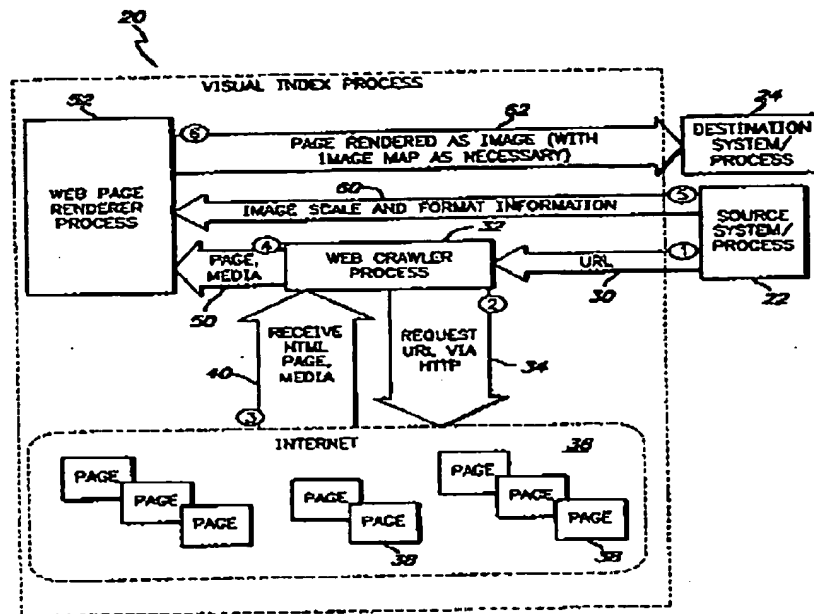 20
VISUAL INDEX PROCESS
52
6
62
24
PAGE RENDERED AS IMAGE (WITH
IMAGE MAP AS NECESSARY)
DESTINATION
SYSTEM/
PROCESS
WEB PAGE
RENDERER
PROCESS
60
5
IMAGE SCALE AND FORMAT INFORMATION
SOURCE
SYSTEM/
PROCESS
22
32
4
PAGE,
MEDIA
50
WEB CRAWLER
PROCESS
1
URL
30
2
RECEIVE
HTML
PAGE,
MEDIA
40
3
REQUEST
URL VIA
HTTP
34
INTERNET
36
PAGE
PAGE
PAGE
PAGE
PAGE
38
PAGE
PAGE
PAGE
38